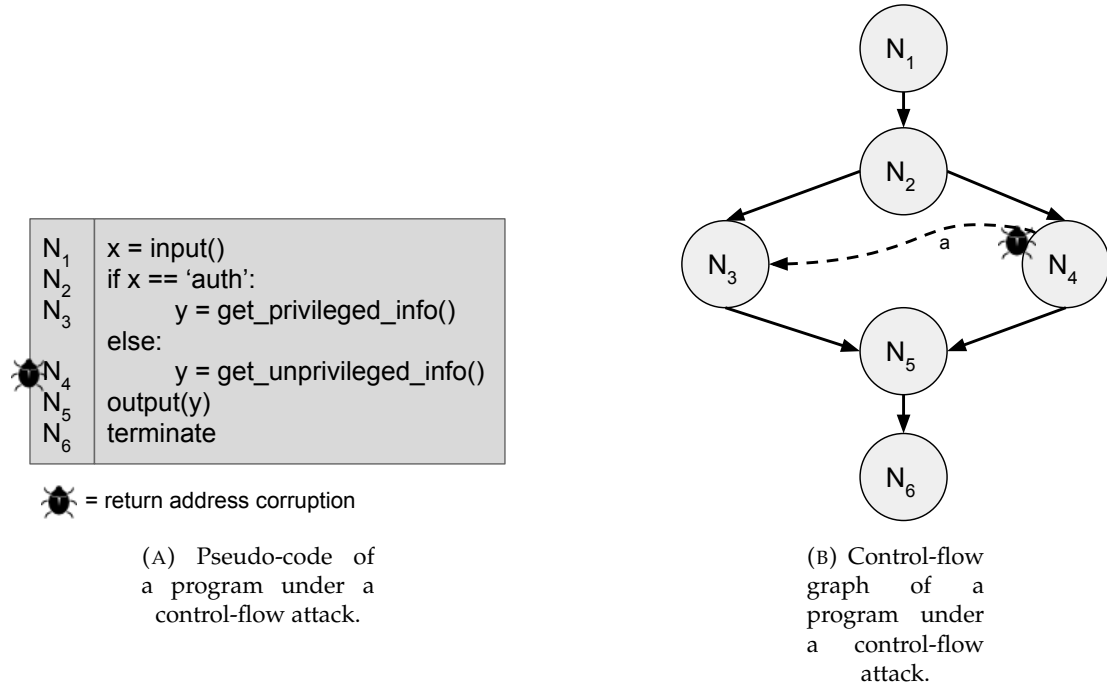 N1 x = input()
N2 if x == ‘auth’:
N3 y = get_privileged_info()
else:
N4 y = get_unprivileged_info()
N5 output(y)
N6 terminate
= return address corruption
(A) Pseudo-code of
a program under a
control-flow attack.
N1
N2
N3
a
N4
N5
N6
(B) Control-flow
graph of a
program under
a control-flow
attack.